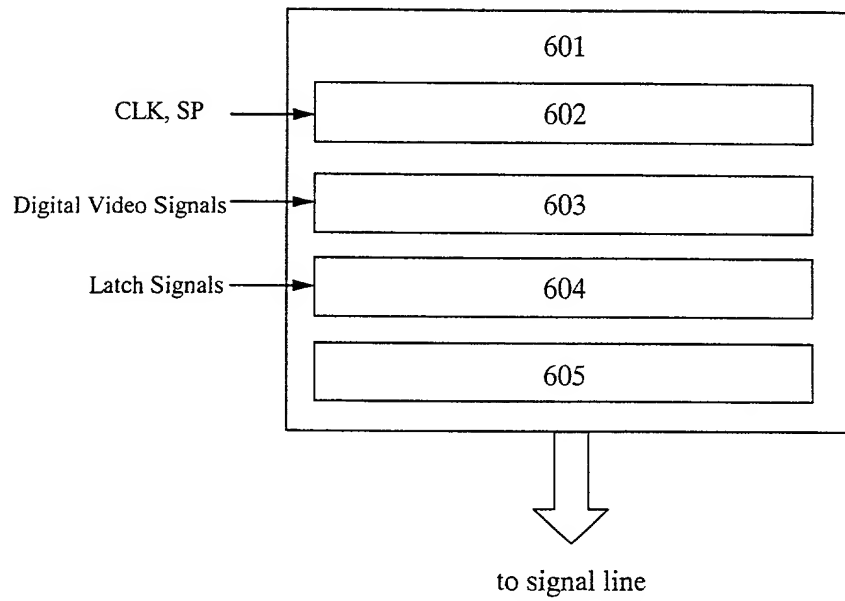 601
CLK, SP
602
Digital Video Signals
603
Latch Signals
604
605
to signal line